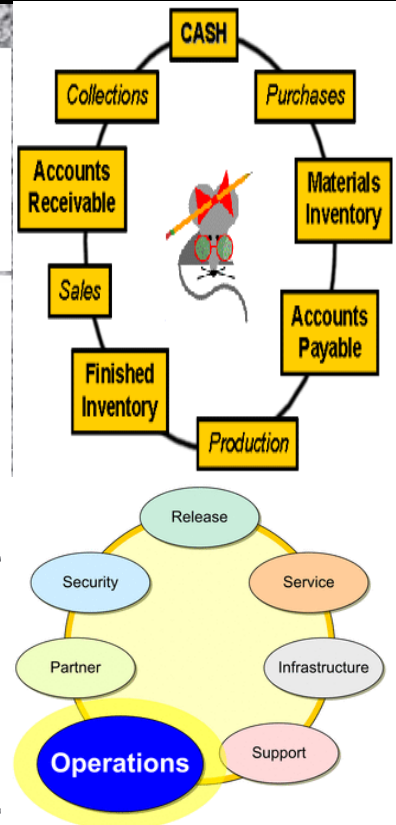 CASH
Collections
Purchases
Accounts
Receivable
Materials
Inventory
Sales
Accounts
Payable
Finished
Inventory
Production
Release
Security
Service
Partner
Infrastructure
Operations
Support